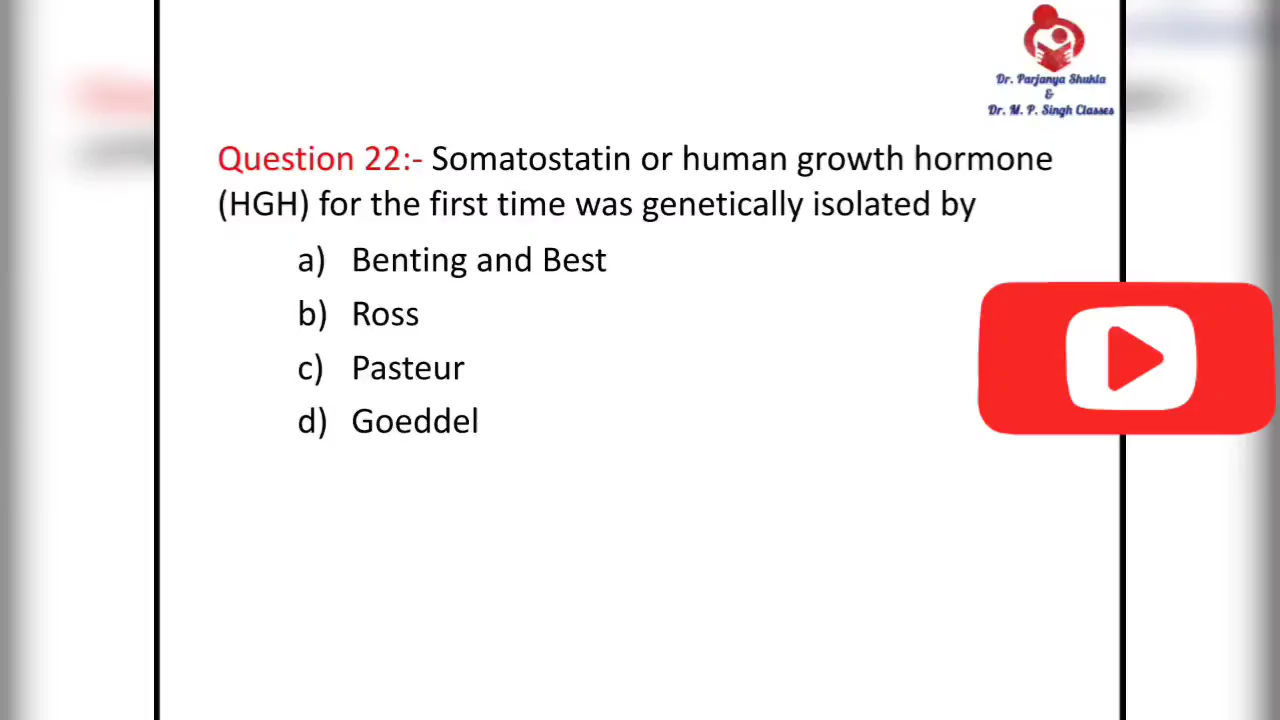 Dr. Parjanya Shukla
&
Dr. M. P. Singh Classes
Question 22:- Somatostatin or human growth hormone
(HGH) for the first time was genetically isolated by
a) Benting and Best
b) Ross
c) Pasteur
d) Goeddel